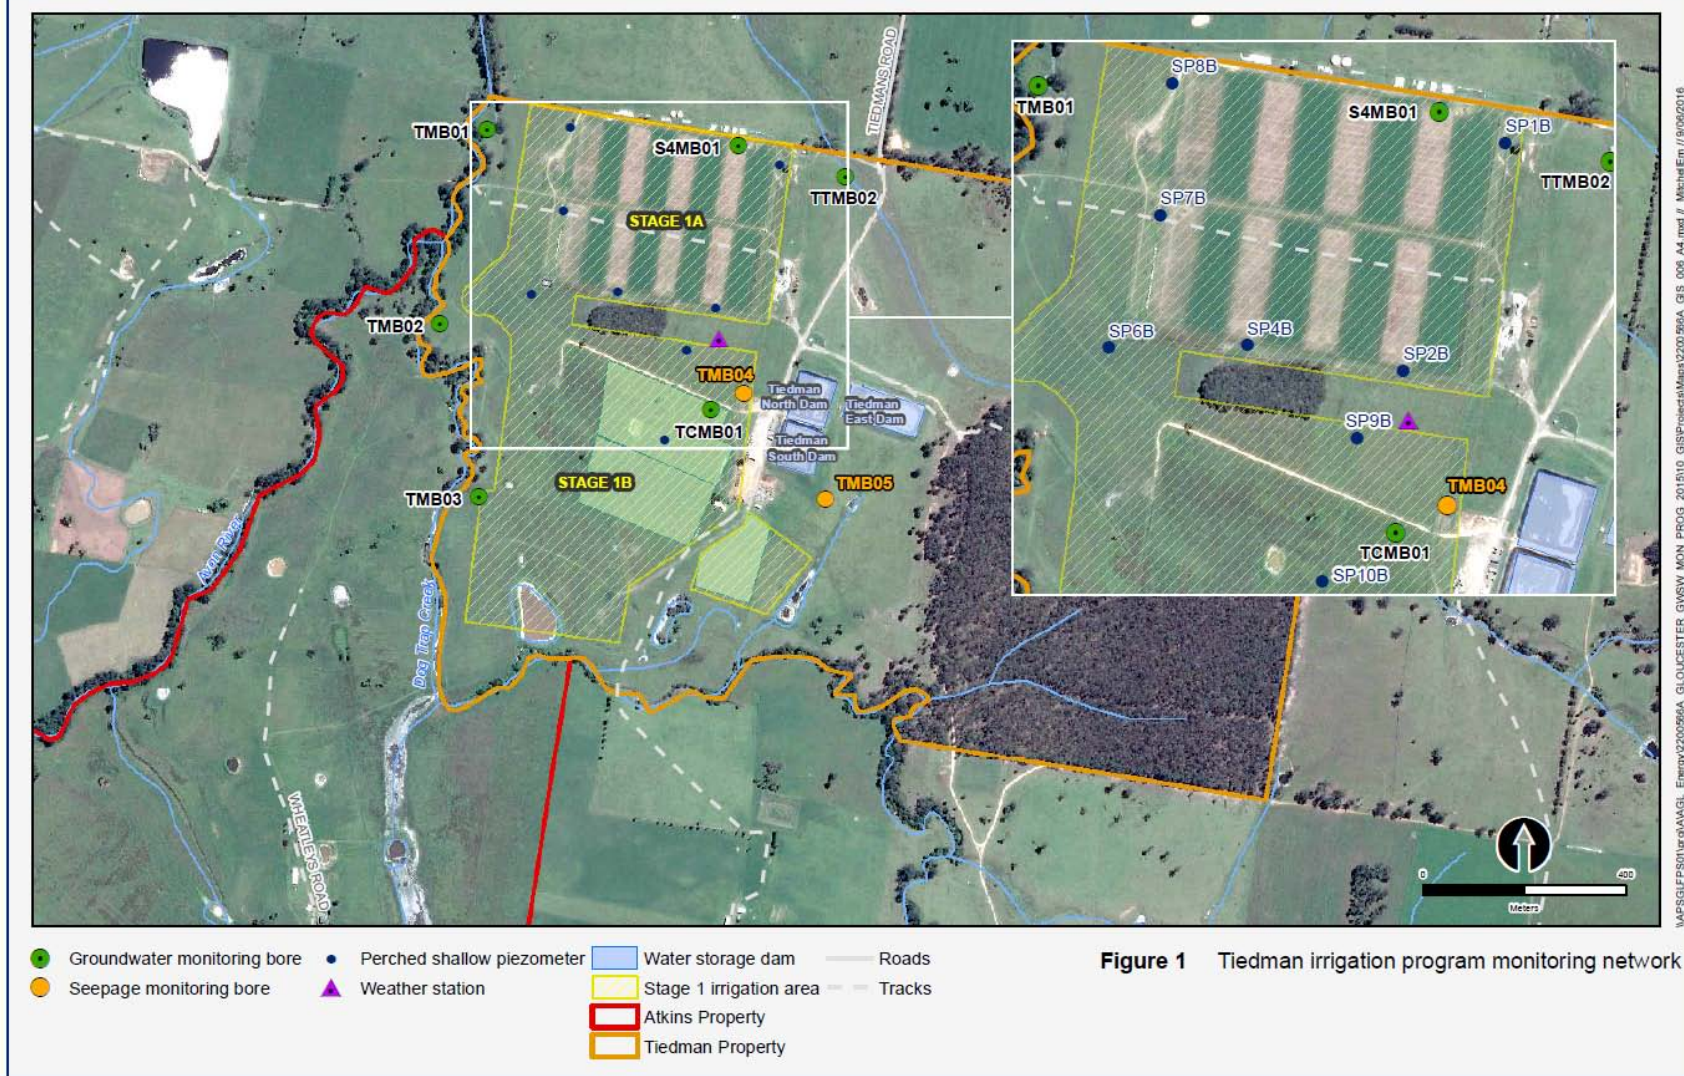 TIEDMANS ROAD
TMB01
S4MB01
TTMB02
STAGE 1A
TMB02
TMB04
Tiedman
North Dam
Tiedman
East Dam
TCMB01
Tiedman
South Dam
STAGE 1B
TMB05
TMB03
Avon River
Dog Trap Creek
WHEATLEYS ROAD
SP8B
TMB01
S4MB01
SP1B
TTMB02
SP7B
SP6B
SP4B
SP2B
SP9B
TMB04
TCMB01
SP10B
0 400
Meters
Groundwater monitoring bore
Seepage monitoring bore
Perched shallow piezometer
Weather station
Water storage dam
Stage 1 irrigation area
Atkins Property
Tiedman Property
Roads
Tracks
Figure 1 Tiedman irrigation program monitoring network